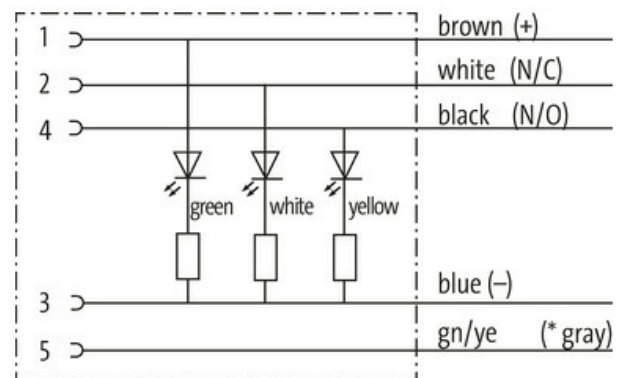 1 brown (+)
2 white (N/C)
4 black (N/O)
green white yellow
3 blue (–)
5 gn/ye (* gray)